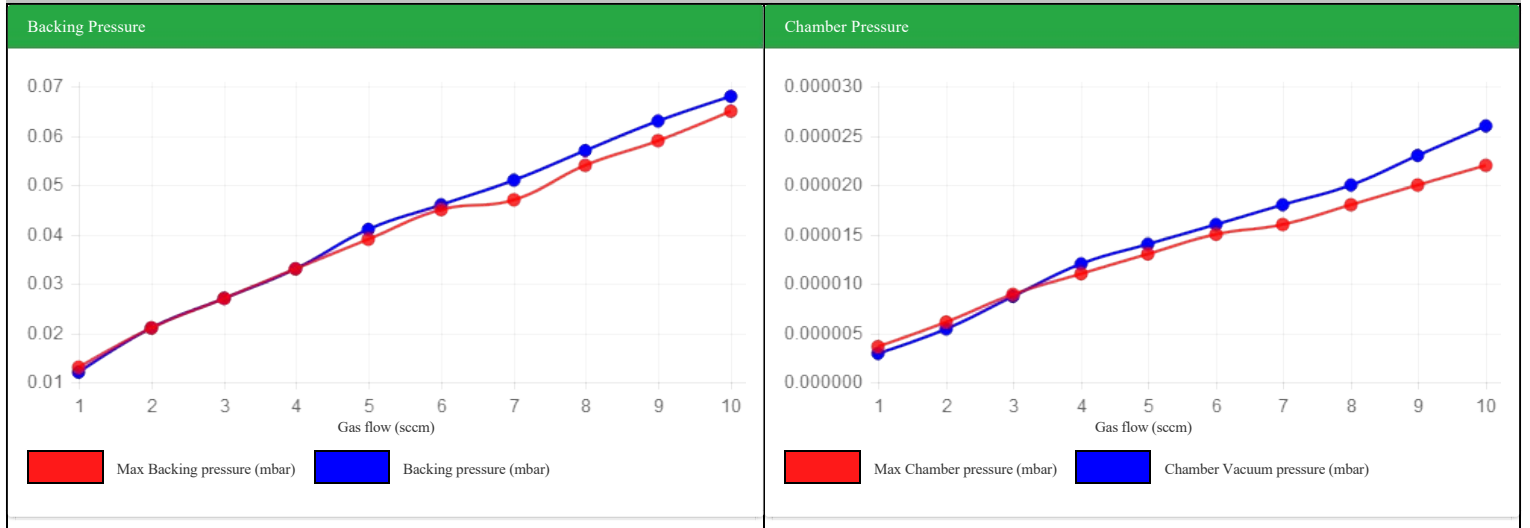 Backing Pressure
0.07
0.06
0.05
0.04
0.03
0.02
0.01
1 2 3 4 5 6 7 8 9 10
Gas flow (sccm)
Max Backing pressure (mbar) Backing pressure (mbar)
Chamber Pressure
0.000030
0.000025
0.000020
0.000015
0.000010
0.000005
0.000000
1 2 3 4 5 6 7 8 9 10
Gas flow (sccm)
Max Chamber pressure (mbar) Chamber Vacuum pressure (mbar)